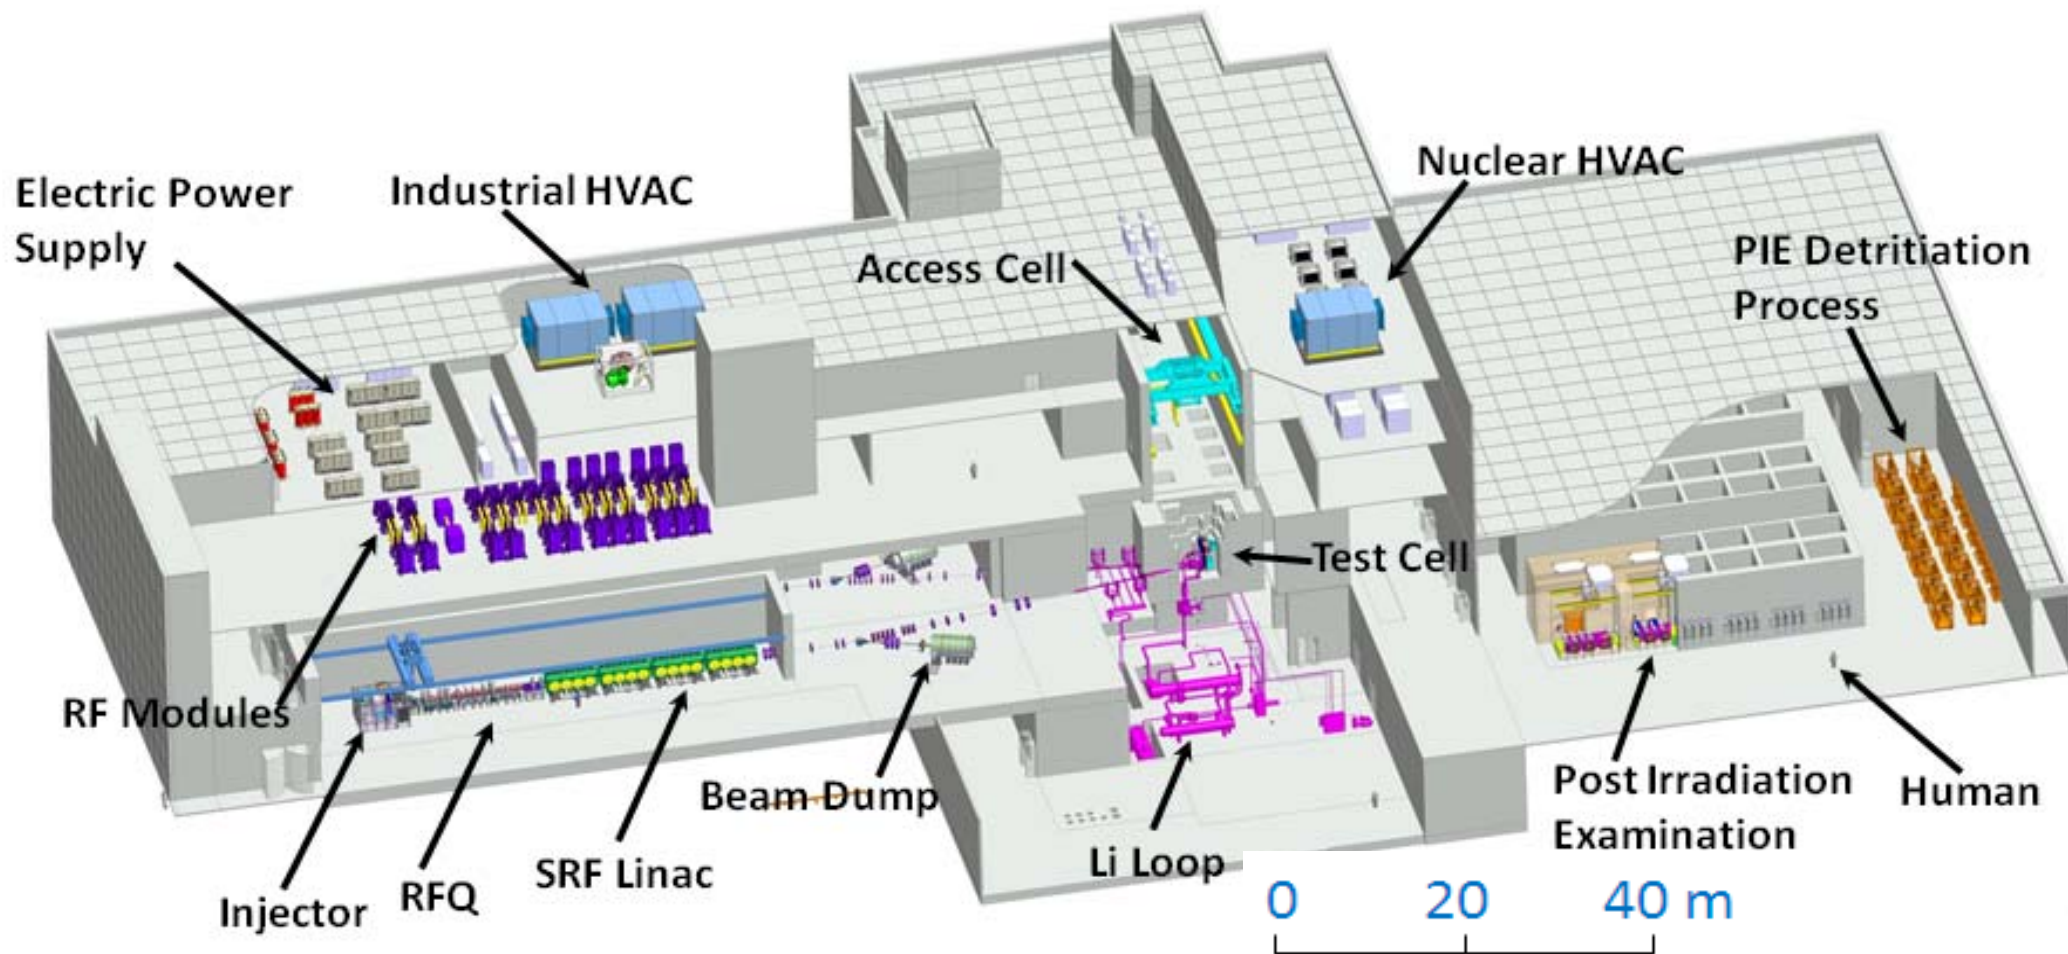 Electric Power
Supply
Industrial HVAC
Access Cell
Nuclear HVAC
PIE Detritiation
Process
Test Cell
RF Modules
Injector
RFQ
SRF Linac
Beam Dump
Li Loop
Post Irradiation
Examination
Human
0 20 40 m